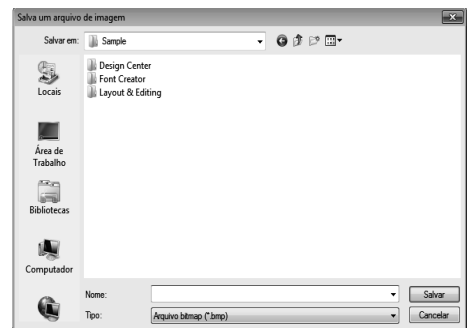 Salva um arquivo de imagem
Salvar em: Sample
Design Center
Font Creator
Layout & Editing
Locais
Área de
Trabalho
Bibliotecas
Computador
Nome: Salvar
Tipo: Arquivo bitmap (*.bmp) Cancelar